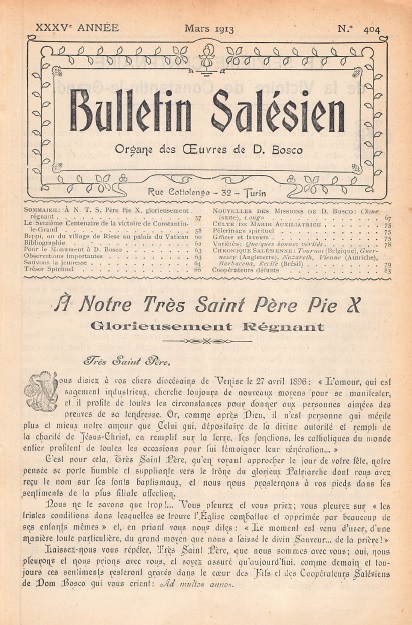 XXXVe ANNÉE Mars 1913 N.° 404
Bulletin Salésien
Organe des Œuvres de D. Bosco
Rue Cottolengo - 32 - Turin
SOMMAIRE: À N. T. S. Père Pie X, glorieusement
régnant 57
Le Seizième Centenaire de la victoire de Constantin-
le-Grand 58
Beppi, ou du village de Riese au palais du Vatican 60
Bibliographie
Pour le Monument à D. Bosco
Observations importantes
Sauvons la jeunesse
Trésor Spirituel 66
NOUVELLES DES MISSIONS DE D. BOSCO: Chine
Congo 67
CULTE DE MARIE AUXILIATRICE 75
Pèlerinage spirituel 75
Grâces et faveurs 75
Variétés: Quelques bonnes vérités 78
CHRONIQUE SALÉSIENNE: Tournai (Belgique), Guer-
nesey (Angleterre), Nazareth, Vienne (Autriche),
Barbacena, Recife (Brésil) 79
Coopérateurs défunts 83
À Notre Très Saint Père Pie X
Glorieusement Régnant
Très Saint Père,
Vous disiez à vos chers diocésains de Venise le 27 avril 1896: « L'amour, qui est
sagement industrieux, cherche toujours de nouveaux moyens pour se manifester,
et il profite de toutes les circonstances pour donner aux personnes aimées des
preuves de sa tendresse. Or, comme après Dieu, il n'est personne qui mérite
plus et mieux notre amour que Celui qui, dépositaire de la divine autorité et rempli de
la charité de Jésus-Christ, en remplit sur la terre, les fonctions, les catholiques du monde
entier profitent de toutes les occasions pour lui témoigner leur vénération... »
C'est pour cela, Très Saint Père, qu'en voyant approcher le jour de votre fête, notre
pensée se porte humble et suppliante vers le trône du glorieux Patriarche dont vous avez
reçu le nom sur les fonts baptismaux, et nous nous prosternons à vos pieds dans les
sentiments de la plus filiale affection.
Nous ne le savons que trop!... Vous pleurez et vous priez; vous pleurez sur « les
tristes conditions dans lesquelles se trouve l'Église combattue et opprimée par beaucoup de
ses enfants mêmes » et, en priant vous nous dites: « Le moment est venu d'user, d'une
manière toute particulière, du grand moyen que nous a laissé le divin Sauveur... de la prière! »
Laissez-nous vous répéter, Très Saint Père, que nous sommes avec vous; oui, nous
pleurons et nous prions avec vous, et soyez assuré qu'aujourd'hui, comme demain et tou-
jours ces sentiments resteront gravés dans le cœur des Fils et des Coopérateurs Salésiens
de Dom Bosco qui vous crient: Ad multos annos.